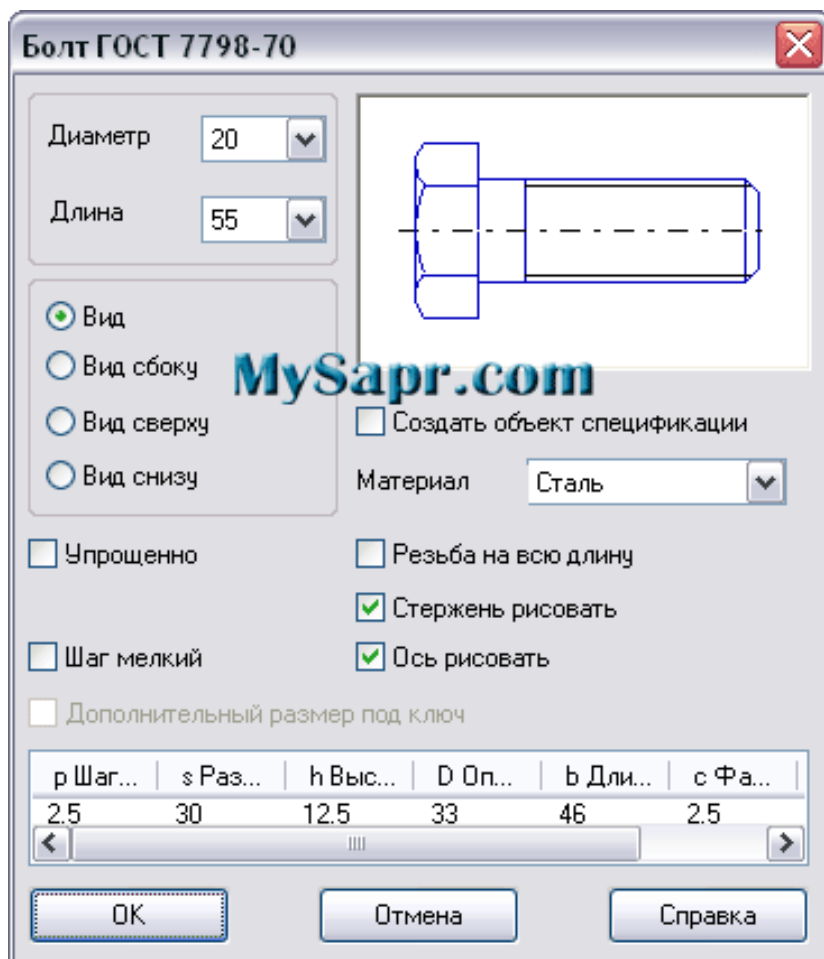 Болт ГОСТ 7798-70
Диаметр 20
Длина 55
Вид
Вид сбоку
Вид сверху
Вид снизу
MySapr.com
Создать объект спецификации
Материал Сталь
Упрощенно
Резьба на всю длину
Стержень рисовать
Шаг мелкий
Ось рисовать
Дополнительный размер под ключ
p Шаг... s Раз... h Выс... D Оп... b Дли... c Фа...
2.5 30 12.5 33 46 2.5
OK Отмена Справка